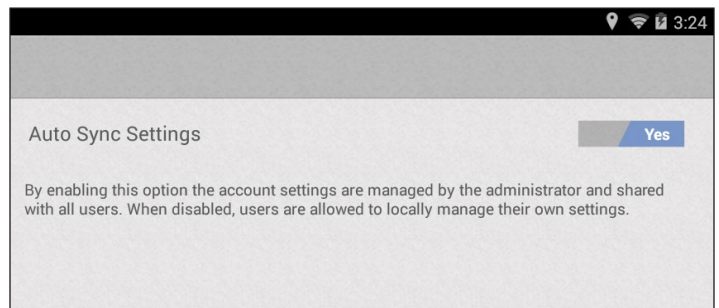 3:24
Auto Sync Settings
Yes
By enabling this option the account settings are managed by the administrator and shared
with all users. When disabled, users are allowed to locally manage their own settings.